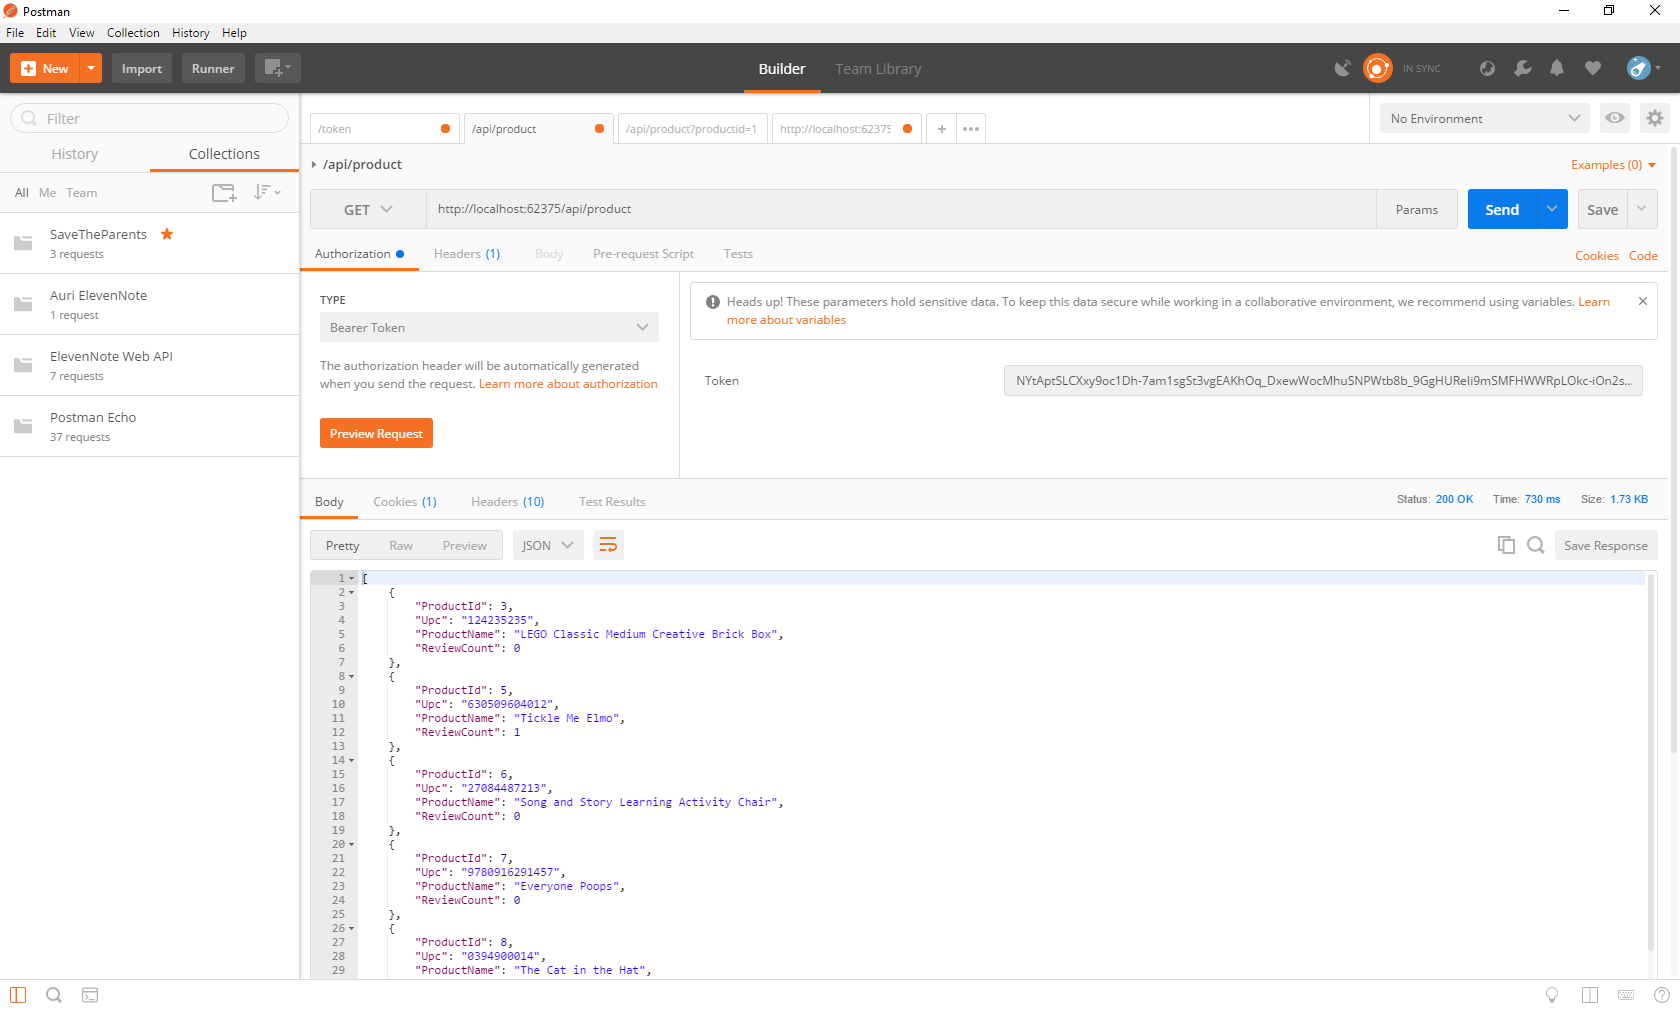 Postman
File Edit View Collection History Help
New Import Runner Builder Team Library IN SYNC
Filter
History Collections
All Me Team
SaveTheParents
3 requests
Auri ElevenNote
1 request
ElevenNote Web API
7 requests
Postman Echo
37 requests
/token /api/product /api/product?productid=1 http://localhost:62375 + •••
No Environment
/api/product
Examples (0)
GET http://localhost:62375/api/product Params Send Save
Authorization Headers (1) Body Pre-request Script Tests Cookies Code
TYPE
Bearer Token
The authorization header will be automatically generated
when you send the request. Learn more about authorization
Preview Request
Heads up! These parameters hold sensitive data. To keep this data secure while working in a collaborative environment, we recommend using variables. Learn
more about variables
Token
Body Cookies (1) Headers (10) Test Results Status: 200 OK Time: 730 ms Size: 1.73 KB
Pretty Raw Preview JSON Save Response
1 [
2 {
3 "ProductId": 3,
4 "Upc": "124235235",
5 "ProductName": "LEGO Classic Medium Creative Brick Box",
6 "ReviewCount": 0
7 },
8 {
9 "ProductId": 5,
10 "Upc": "630509604012",
11 "ProductName": "Tickle Me Elmo",
12 "ReviewCount": 1
13 },
14 {
15 "ProductId": 6,
16 "Upc": "27084487213",
17 "ProductName": "Song and Story Learning Activity Chair",
18 "ReviewCount": 0
19 },
20 {
21 "ProductId": 7,
22 "Upc": "9780916291457",
23 "ProductName": "Everyone Poops",
24 "ReviewCount": 0
25 },
26 {
27 "ProductId": 8,
28 "Upc": "0394900014",
29 "ProductName": "The Cat in the Hat",